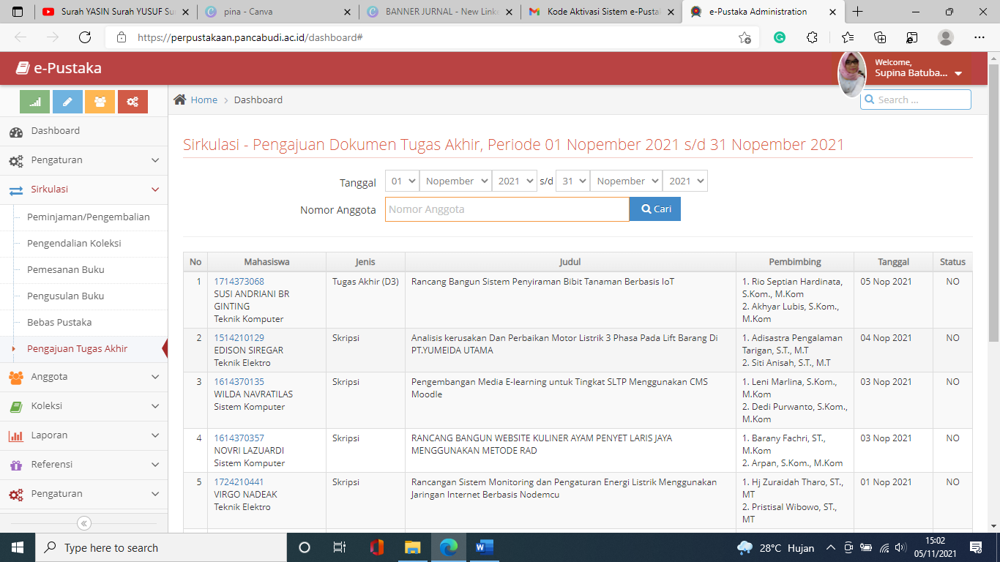 Surah YASIN Surah YUSUF Su
pina - Canva
BANNER JURNAL - New Linke
Kode Aktivasi Sistem e-Pustak
e-Pustaka Administration
https://perpustakaan.pancabudi.ac.id/dashboard#
e-Pustaka
Welcome,
Supina Batuba...
Home > Dashboard
Search ...
Dashboard
Pengaturan
Sirkulasi
Peminjaman/Pengembalian
Pengendalian Koleksi
Pemesanan Buku
Pengusulan Buku
Bebas Pustaka
Pengajuan Tugas Akhir
Anggota
Koleksi
Laporan
Referensi
Pengaturan
Sirkulasi - Pengajuan Dokumen Tugas Akhir, Periode 01 Nopember 2021 s/d 31 Nopember 2021
Tanggal 01 Nopember 2021 s/d 31 Nopember 2021
Nomor Anggota Nomor Anggota Cari
No Mahasiswa Jenis Judul Pembimbing Tanggal Status
1 1714373068 Tugas Akhir (D3) Rancang Bangun Sistem Penyiraman Bibit Tanaman Berbasis IoT 1. Rio Septian Hardinata, 05 Nop 2021 NO
SUSI ANDRIANI BR S.Kom., M.Kom
GINTING 2. Akhyar Lubis, S.Kom.,
Teknik Komputer M.Kom
2 1514210129 Skripsi Analisis kerusakan Dan Perbaikan Motor Listrik 3 Phasa Pada Lift Barang Di 1. Adisastra Pengalaman 04 Nop 2021 NO
EDISON SIREGAR PT.YUMEIDA UTAMA Tarigan, S.T., M.T
Teknik Elektro 2. Siti Anisah, S.T., M.T
3 1614370135 Skripsi Pengembangan Media E-learning untuk Tingkat SLTP Menggunakan CMS 1. Leni Marlina, S.Kom., 03 Nop 2021 NO
WILDA NAVRATILAS Moodle M.Kom
Sistem Komputer 2. Dedi Purwanto, S.Kom.,
M.Kom
4 1614370357 Skripsi RANCANG BANGUN WEBSITE KULINER AYAM PENYET LARIS JAYA 1. Barany Fachri, ST., 03 Nop 2021 NO
NOVRI LAZUARDI MENGGUNAKAN METODE RAD M.Kom
Sistem Komputer 2. Arpan, S.Kom., M.Kom
5 1724210441 Skripsi Rancangan Sistem Monitoring dan Pengaturan Energi Listrik Menggunakan 1. Hj Zuraidah Tharo, ST., 01 Nop 2021 NO
VIRGO NADEAK Jaringan Internet Berbasis Nodemcu MT
Teknik Elektro 2. Pristisal Wibowo, ST.,
MT
Type here to search
28°C Hujan
15:02
05/11/2021